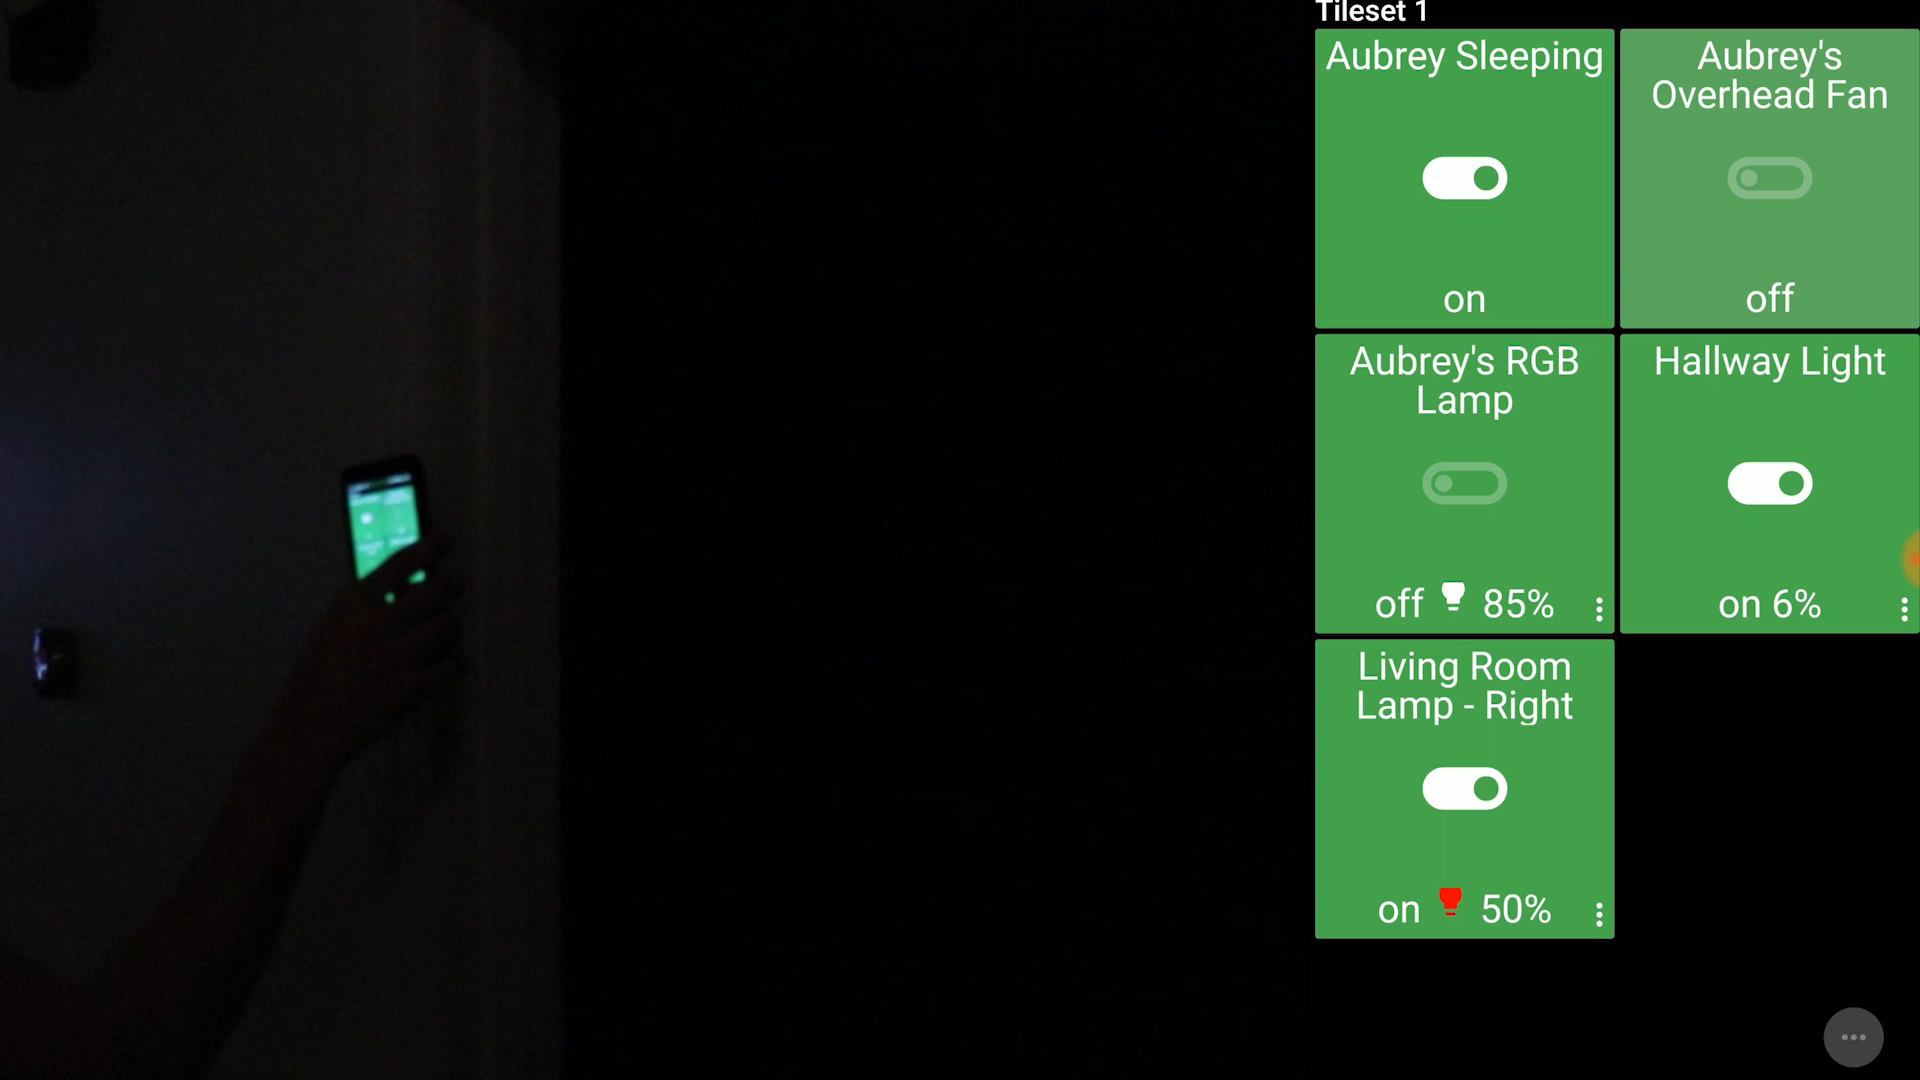 Tileset 1
Aubrey Sleeping
on
Aubrey's
Overhead Fan
off
Aubrey's RGB
Lamp
off 85%
Hallway Light
on 6%
Living Room
Lamp - Right
on 50%